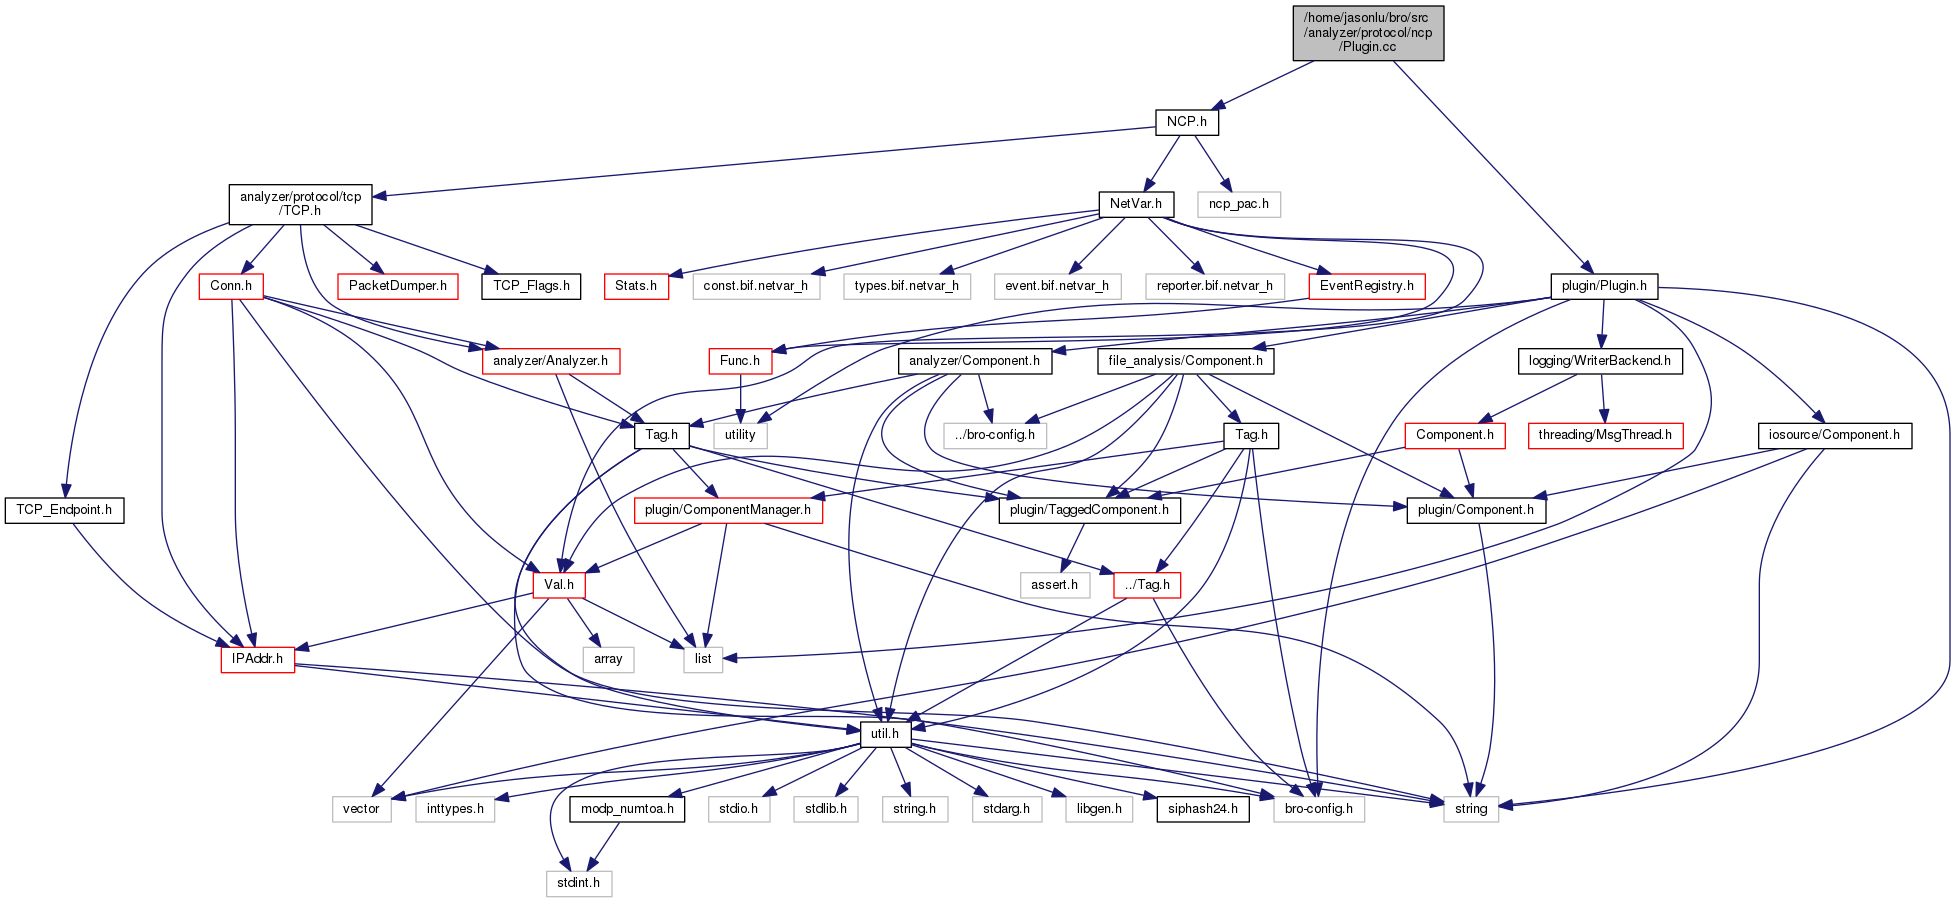 /home/jasonlu/bro/src
/analyzer/protocol/ncp
/Plugin.cc
NCP.h
analyzer/protocol/tcp
/TCP.h
NetVar.h
ncp_pac.h
Conn.h
PacketDumper.h
TCP_Flags.h
Stats.h
const.bif.netvar_h
types.bif.netvar_h
event.bif.netvar_h
reporter.bif.netvar_h
EventRegistry.h
plugin/Plugin.h
analyzer/Analyzer.h
Func.h
analyzer/Component.h
file_analysis/Component.h
logging/WriterBackend.h
Tag.h
utility
../bro-config.h
Tag.h
Component.h
threading/MsgThread.h
iosource/Component.h
TCP_Endpoint.h
plugin/ComponentManager.h
plugin/TaggedComponent.h
plugin/Component.h
Val.h
assert.h
../Tag.h
IPAddr.h
array
list
util.h
vector
inttypes.h
modp_numtoa.h
stdio.h
stdlib.h
string.h
stdarg.h
libgen.h
siphash24.h
bro-config.h
string
stdint.h